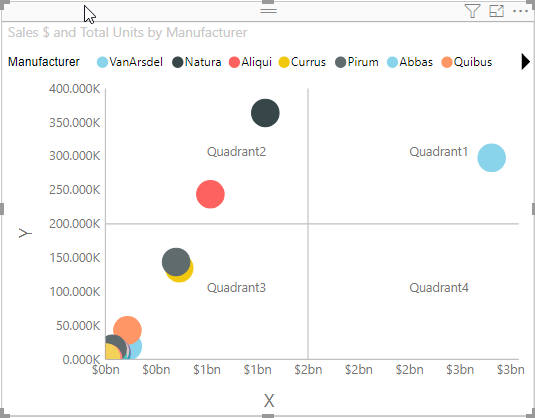 Sales $ and Total Units by Manufacturer
Manufacturer VanArsdel Natura Aliqui Currus Pirum Abbas Quibus
400.000K
350.000K
Quadrant2 Quadrant1
300.000K
250.000K
200.000K
Y
150.000K
100.000K
Quadrant3 Quadrant4
50.000K
0.000K
$0bn $0bn $1bn $1bn $2bn $2bn $2bn $3bn $3bn
X